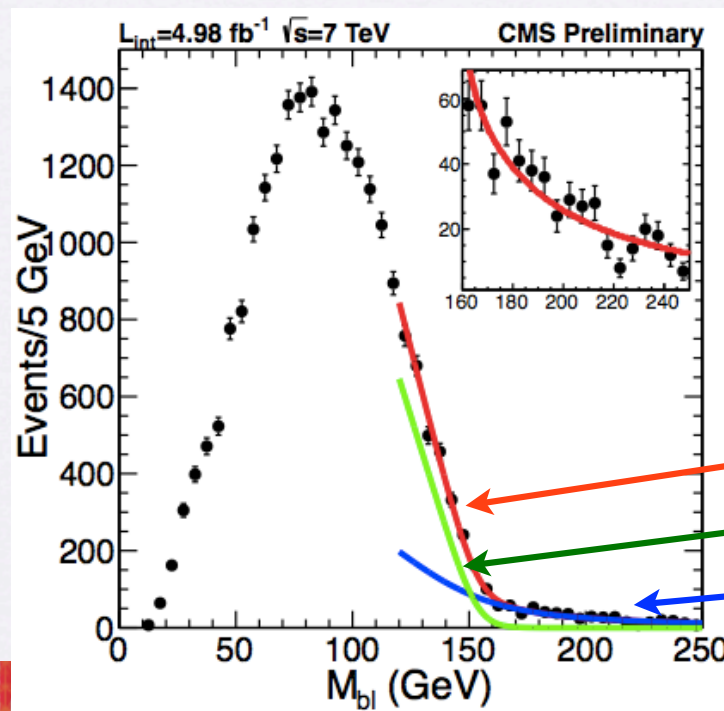 L_int=4.98 fb⁻¹ √s=7 TeV CMS Preliminary
1400
1200
1000
800
600
400
200
0
Events/5 GeV
60
40
20
160 180 200 220 240
0 50 100 150 200 250
M_bl (GeV)